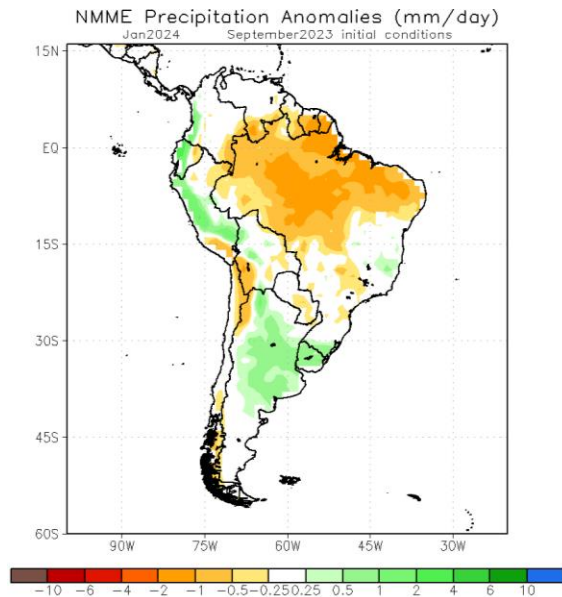 NMME Precipitation Anomalies (mm/day)
Jan2024 September2023 initial conditions
15N
EQ
15S
30S
45S
60S
90W 75W 60W 45W 30W
-10 -6 -4 -2 -1 -0.5 -0.25 0.25 0.5 1 2 4 6 10